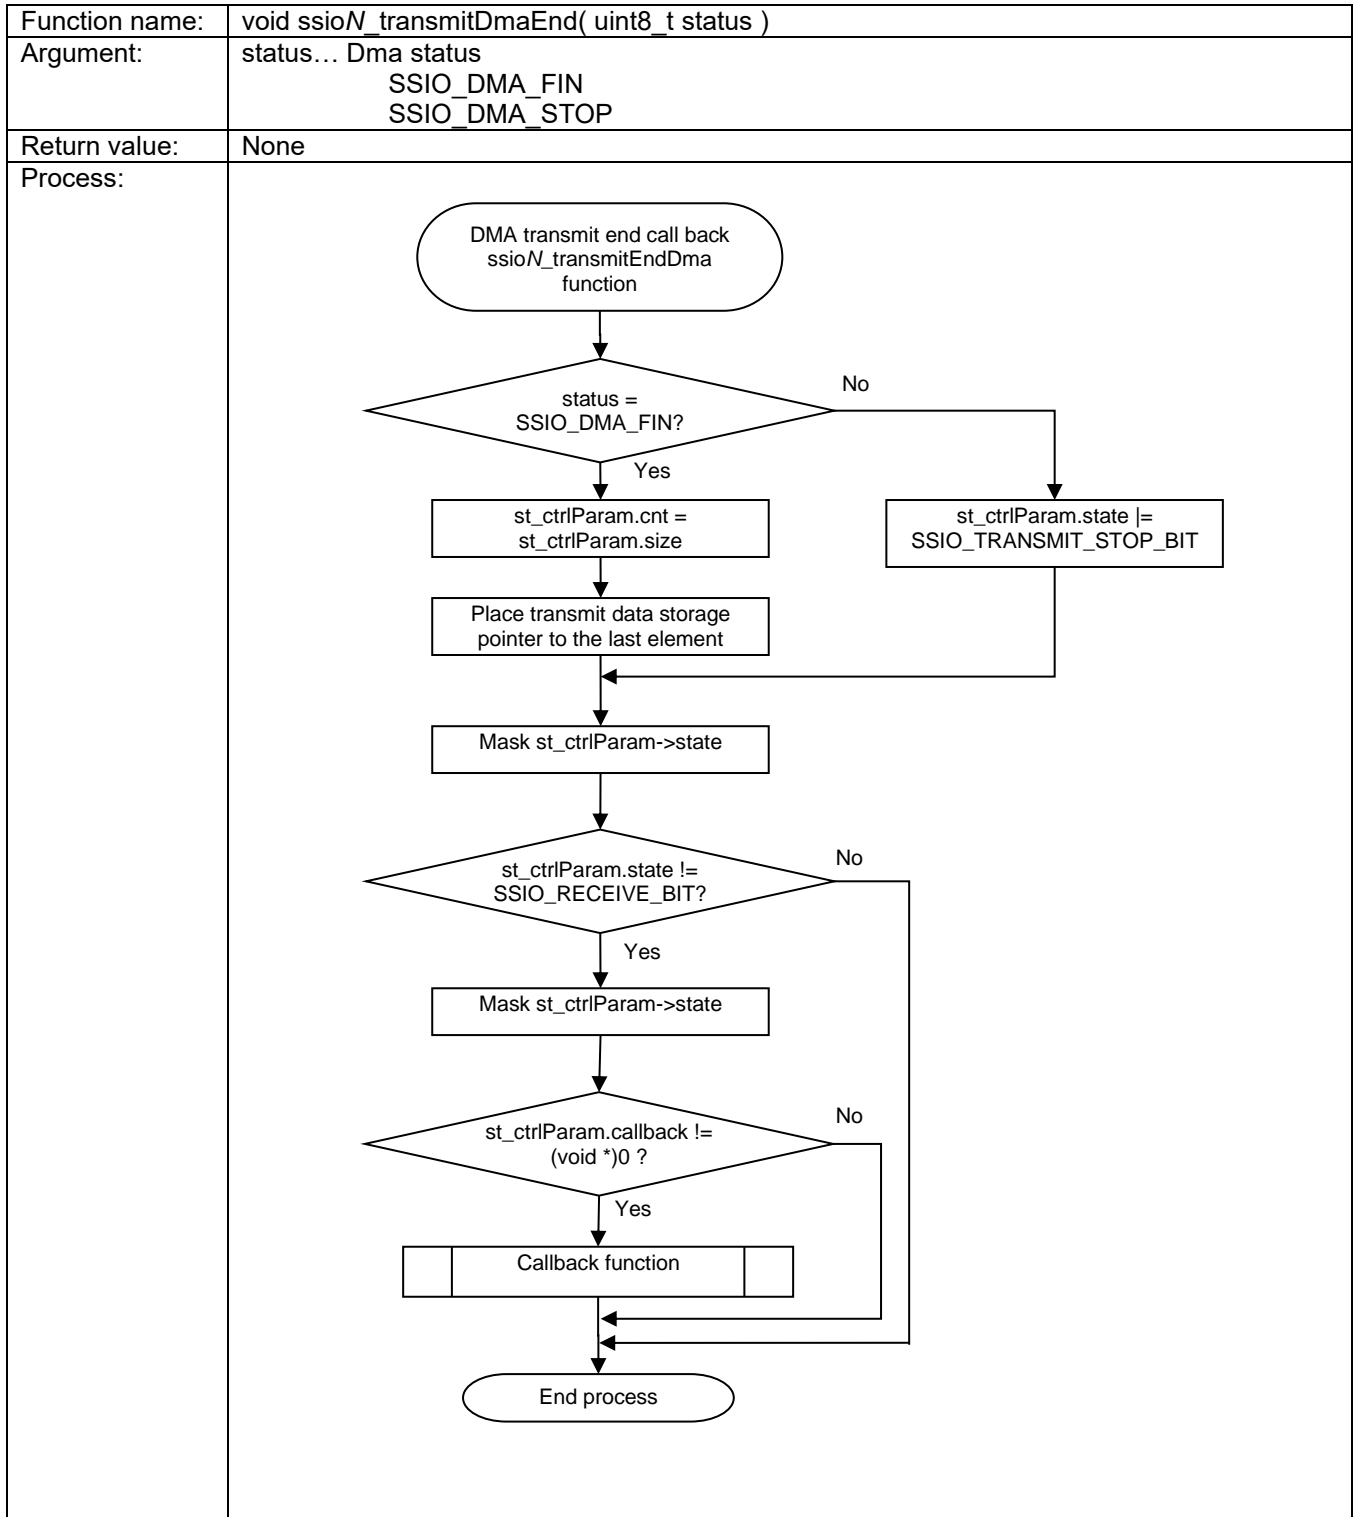 Function name:
void ssioN_transmitDmaEnd( uint8_t status )
Argument:
status… Dma status
SSIO_DMA_FIN
SSIO_DMA_STOP
Return value:
None
Process:
DMA transmit end call back
ssioN_transmitEndDma
function
status =
SSIO_DMA_FIN?
No
Yes
st_ctrlParam.cnt =
st_ctrlParam.size
st_ctrlParam.state |=
SSIO_TRANSMIT_STOP_BIT
Place transmit data storage
pointer to the last element
Mask st_ctrlParam->state
st_ctrlParam.state !=
SSIO_RECEIVE_BIT?
No
Yes
Mask st_ctrlParam->state
st_ctrlParam.callback !=
(void *)0 ?
No
Yes
Callback function
End process